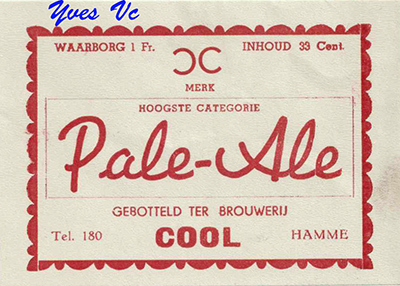 Yves Vc
WAARBORG 1 Fr. INHOUD 33 Cent.
MERK
HOOGSTE CATEGORIE
Pale-Ale
GEBOTTELD TER BROUWERIJ
Tel. 180 COOL HAMME